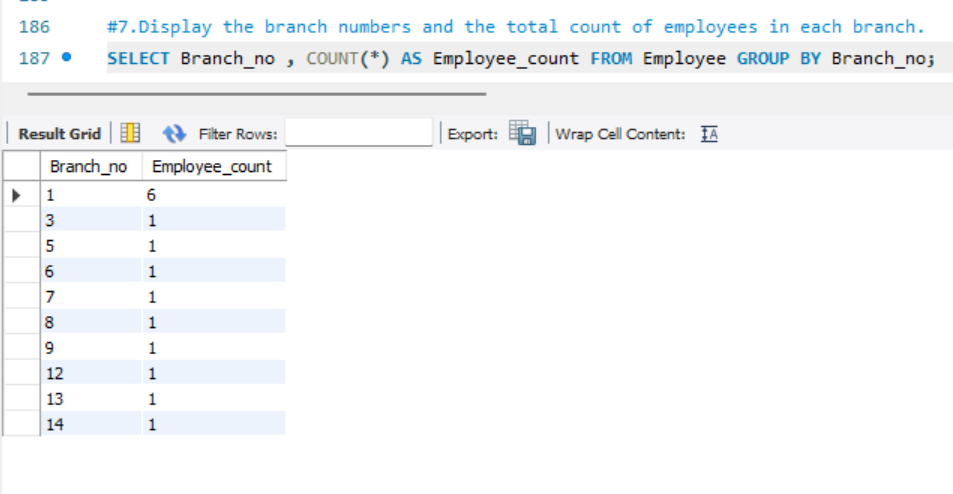 186 #7.Display the branch numbers and the total count of employees in each branch.
187 SELECT Branch_no , COUNT(*) AS Employee_count FROM Employee GROUP BY Branch_no;
Result Grid Filter Rows: Export: Wrap Cell Content: IA
Branch_no Employee_count
1 6
3 1
5 1
6 1
7 1
8 1
9 1
12 1
13 1
14 1